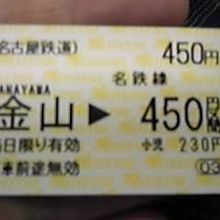 名古屋鉄道) 450円
名鉄線
ANAYAMA
金山 ▶ 450円
当日限り有効 小児 230円
車前途無効